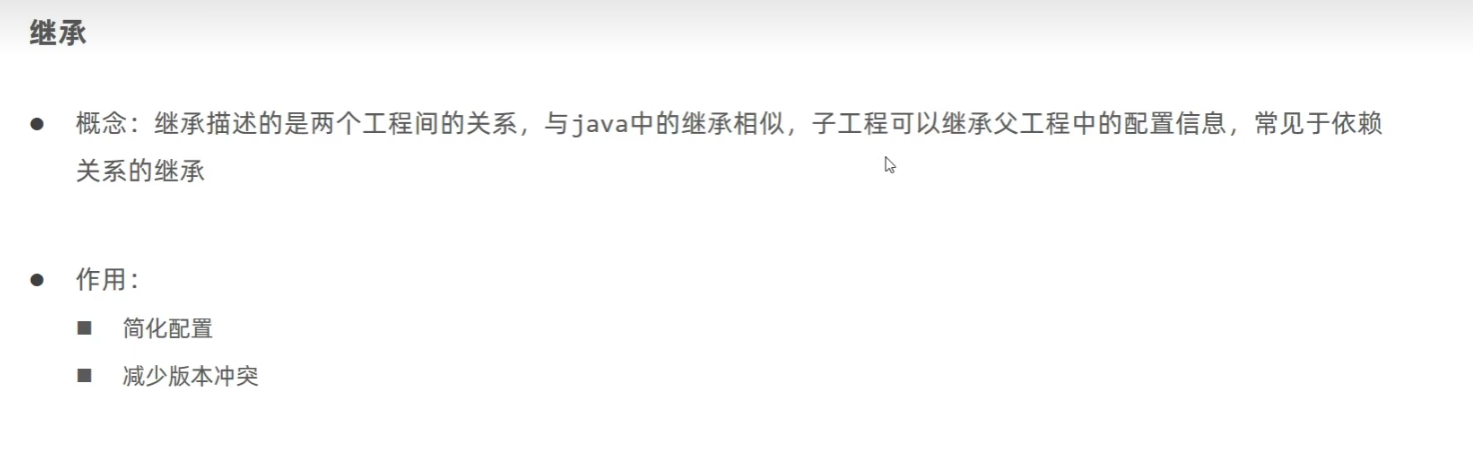 继承
● 概念：继承描述的是两个工程间的关系，与java中的继承相似，子工程可以继承父工程中的配置信息，常见于依赖
关系的继承
● 作用：
■ 简化配置
■ 减少版本冲突